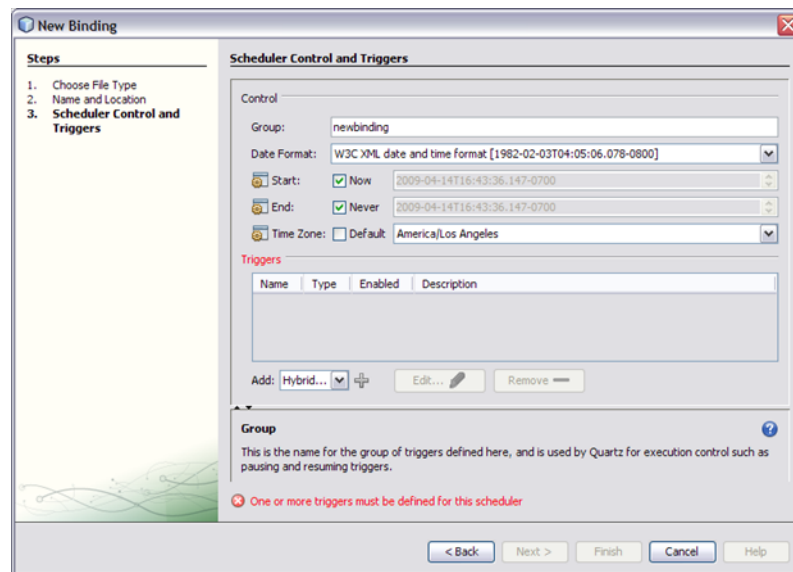 New Binding
Steps
1. Choose File Type
2. Name and Location
3. Scheduler Control and
Triggers
Scheduler Control and Triggers
Control
Group: newbinding
Date Format: W3C XML date and time format [1982-02-03T04:05:06.078-0800]
Start: Now 2009-04-14T16:43:36.147-0700
End: Never 2009-04-14T16:43:36.147-0700
Time Zone: Default America/Los Angeles
Triggers
Name Type Enabled Description
Add: Hybrid... Edit... Remove
Group
This is the name for the group of triggers defined here, and is used by Quartz for execution control such as
pausing and resuming triggers.
One or more triggers must be defined for this scheduler
< Back Next > Finish Cancel Help